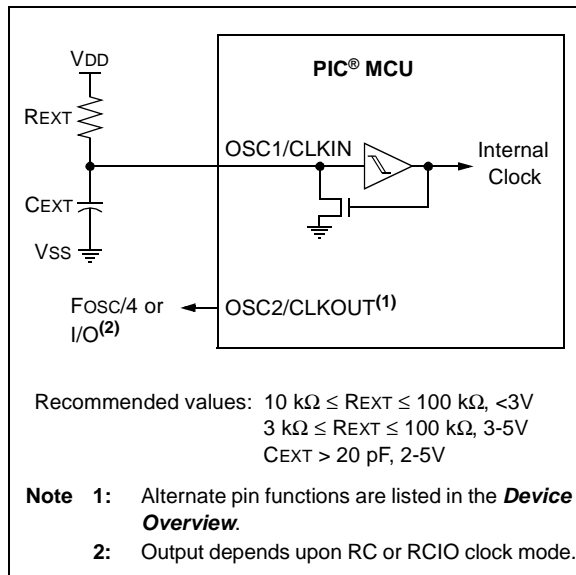 VDD
PIC® MCU
REXT
OSC1/CLKIN
Internal
Clock
CEXT
VSS
FOSC/4 or
I/O(2)
OSC2/CLKOUT(1)
Recommended values: 10 kΩ ≤ REXT ≤ 100 kΩ, <3V
3 kΩ ≤ REXT ≤ 100 kΩ, 3-5V
CEXT > 20 pF, 2-5V
Note 1: Alternate pin functions are listed in the Device
Overview.
2: Output depends upon RC or RCIO clock mode.